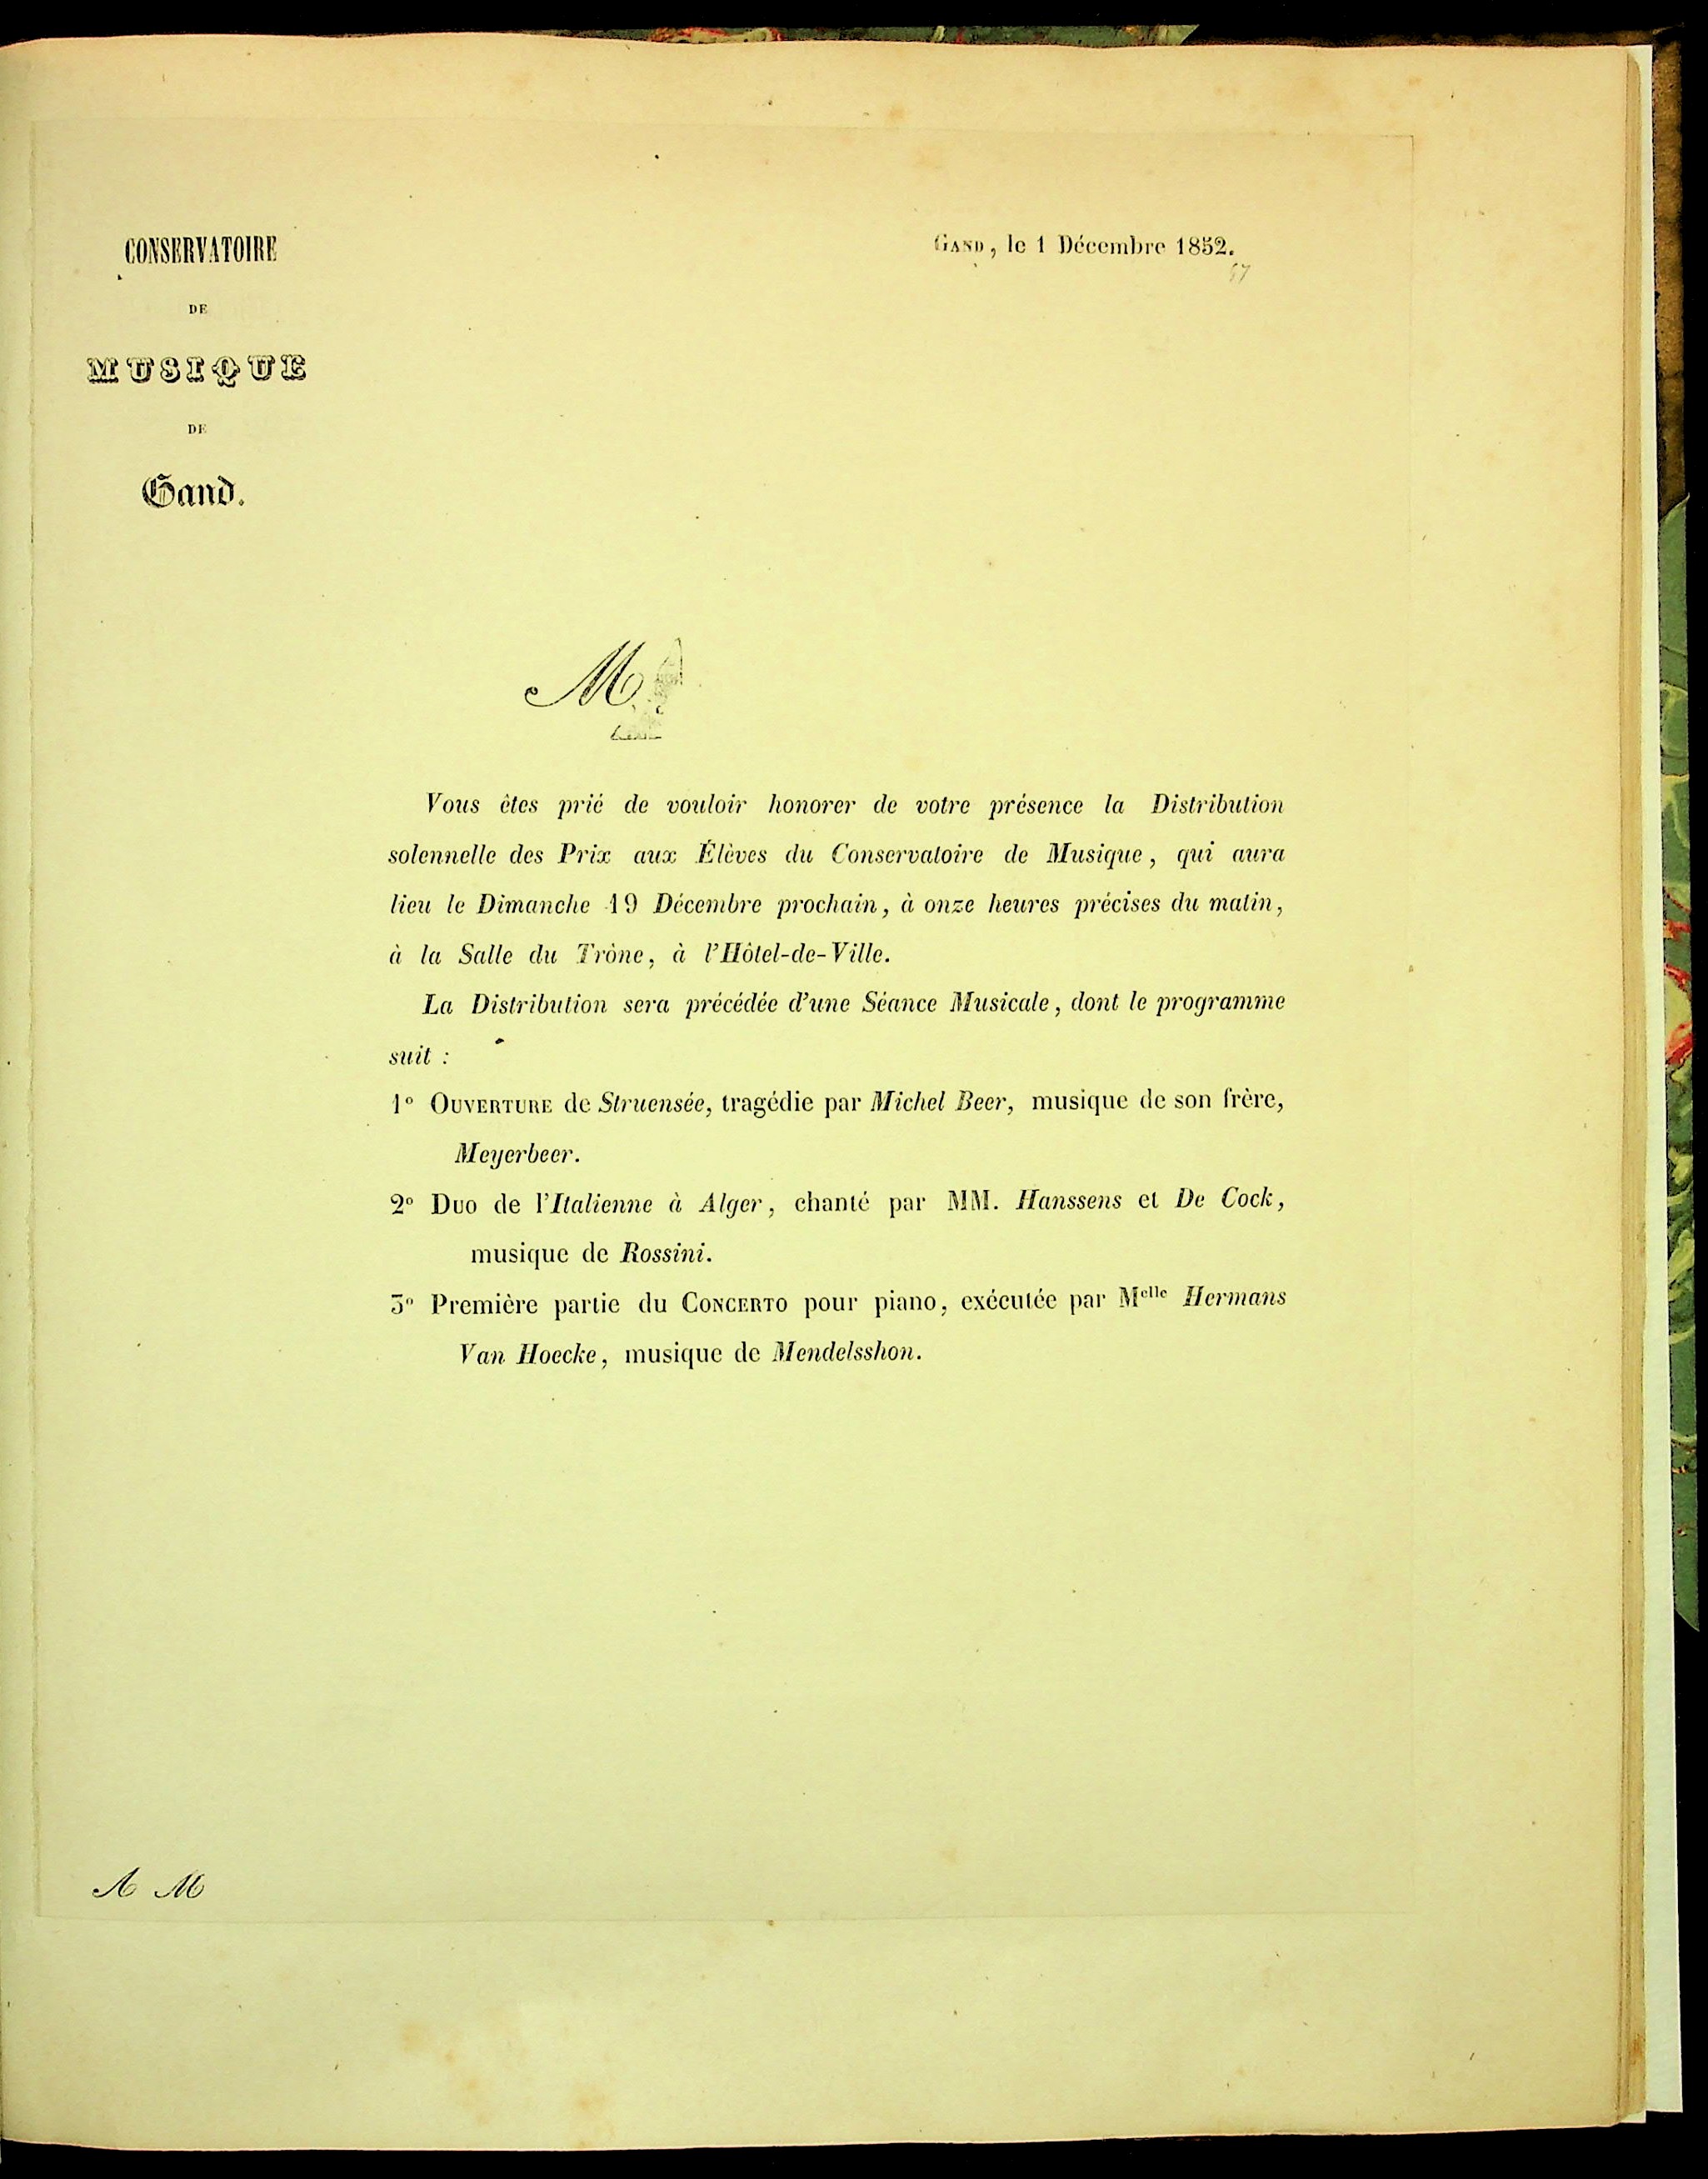 CONSERVATOIRE
DE
MUSIQUE
DE
Gand.
GAND, le 1 Décembre 1852.
57
M
Vous êtes prié de vouloir honorer de votre présence la Distribution
solennelle des Prix aux Élèves du Conservatoire de Musique, qui aura
lieu le Dimanche 19 Décembre prochain, à onze heures précises du matin,
à la Salle du Trône, à l'Hôtel-de-Ville.
La Distribution sera précédée d'une Séance Musicale, dont le programme
suit :
1º OUVERTURE de Struensée, tragédie par Michel Beer, musique de son frère,
Meyerbeer.
2º DUO de l'Italienne à Alger, chanté par MM. Hanssens et De Cock,
musique de Rossini.
3º Première partie du CONCERTO pour piano, exécutée par Melle Hermans
Van Hoecke, musique de Mendelsshon.
A M